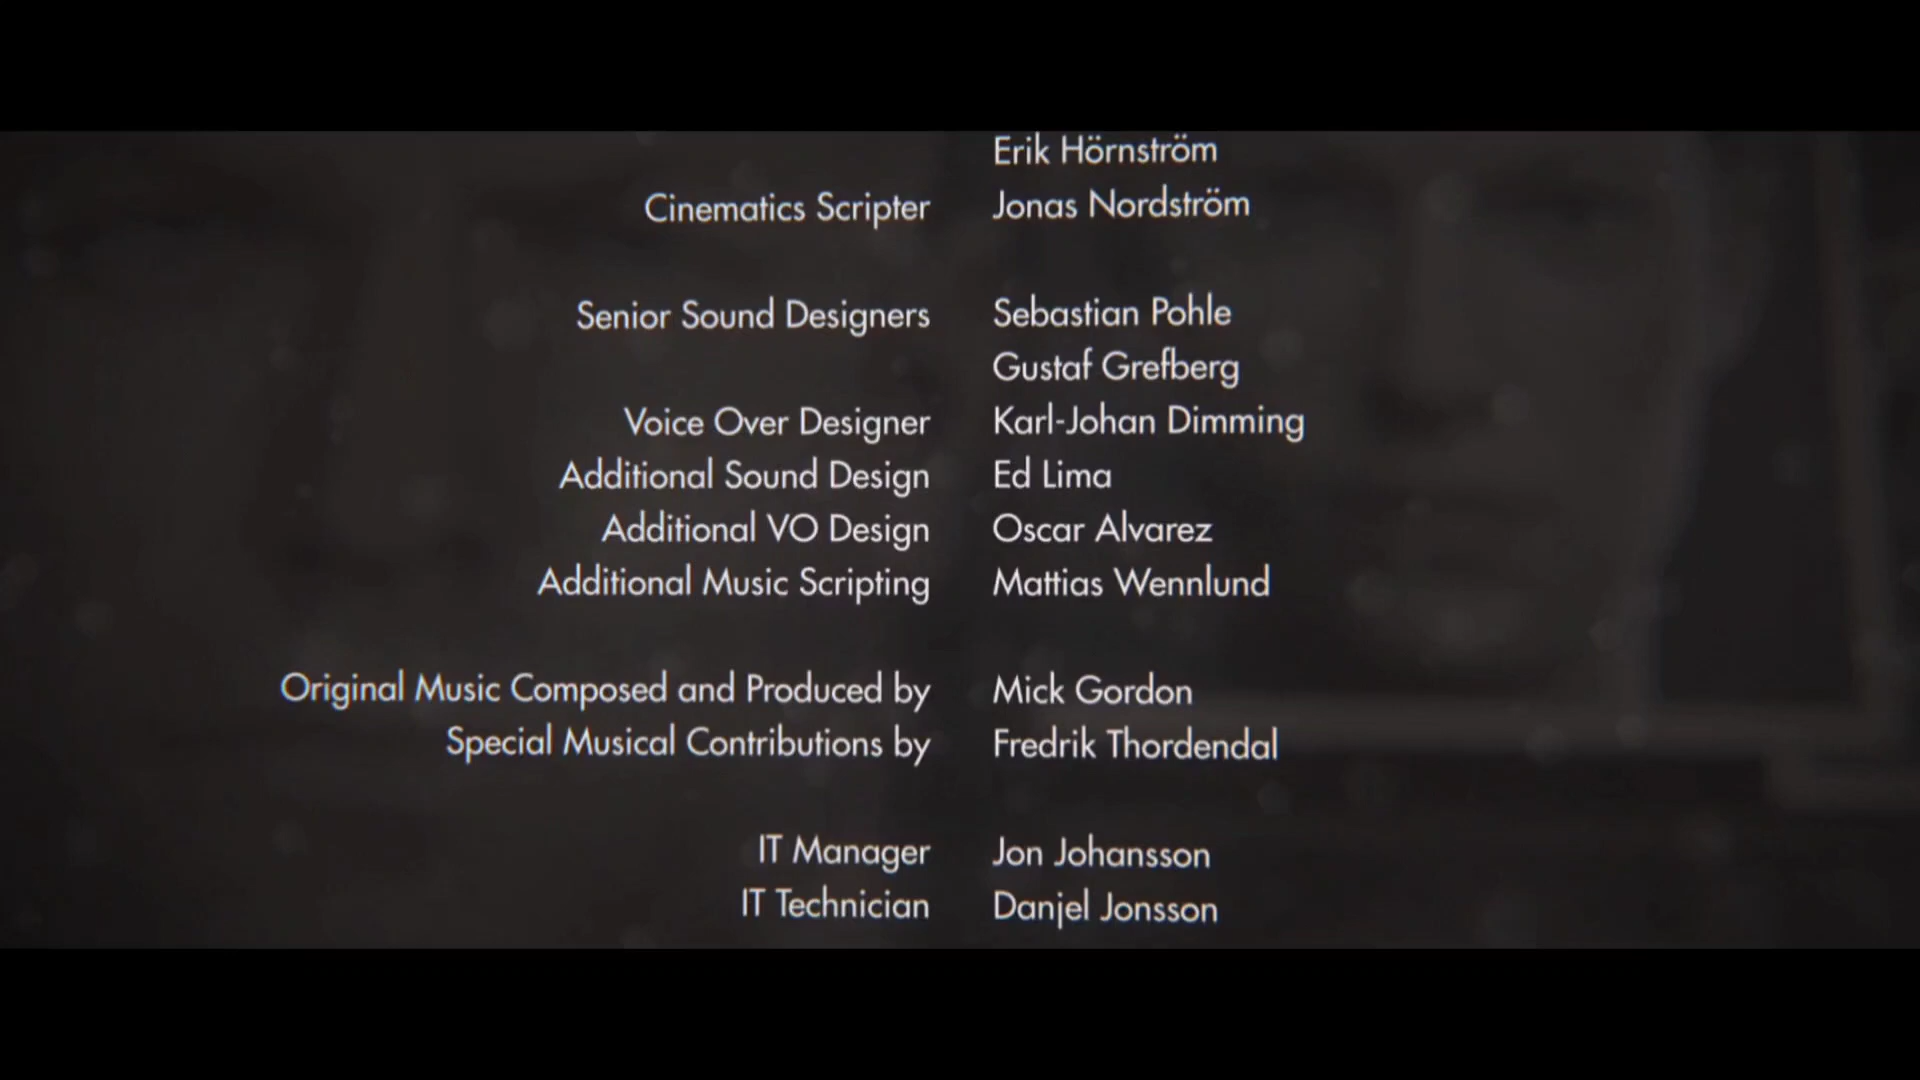 Erik Hörnström
Cinematics Scripter Jonas Nordström
Senior Sound Designers Sebastian Pohle
Gustaf Grefberg
Voice Over Designer Karl-Johan Dimming
Additional Sound Design Ed Lima
Additional VO Design Oscar Alvarez
Additional Music Scripting Mattias Wennlund
Original Music Composed and Produced by Mick Gordon
Special Musical Contributions by Fredrik Thordendal
IT Manager Jon Johansson
IT Technician Danjel Jonsson